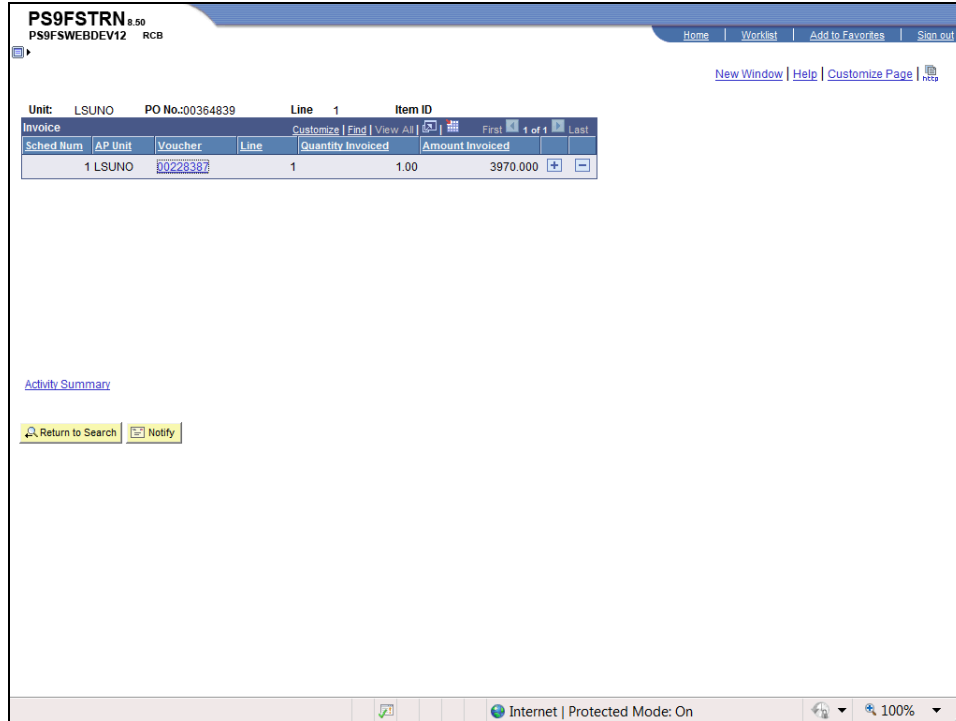 PS9FSTRN 8.50
PS9FSWEBDEV12 RCB
Home | Worklist | Add to Favorites | Sign out
New Window | Help | Customize Page | http
Unit: LSUNO PO No.:00364839 Line 1 Item ID
Invoice Customize | Find | View All | | First 1 of 1 Last
Sched Num AP Unit Voucher Line Quantity Invoiced Amount Invoiced
1 LSUNO 00228387 1 1.00 3970.000
Activity Summary
Return to Search Notify
Internet | Protected Mode: On 100%